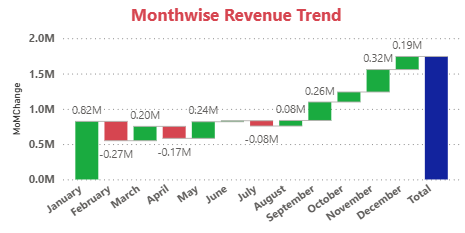 Monthwise Revenue Trend
MoMChange
2.0M
1.5M
1.0M
0.5M
0.0M
0.82M
-0.27M
0.20M
-0.17M
0.24M
-0.08M
0.08M
0.26M
0.32M
0.19M
January
February
March
April
May
June
July
August
September
October
November
December
Total